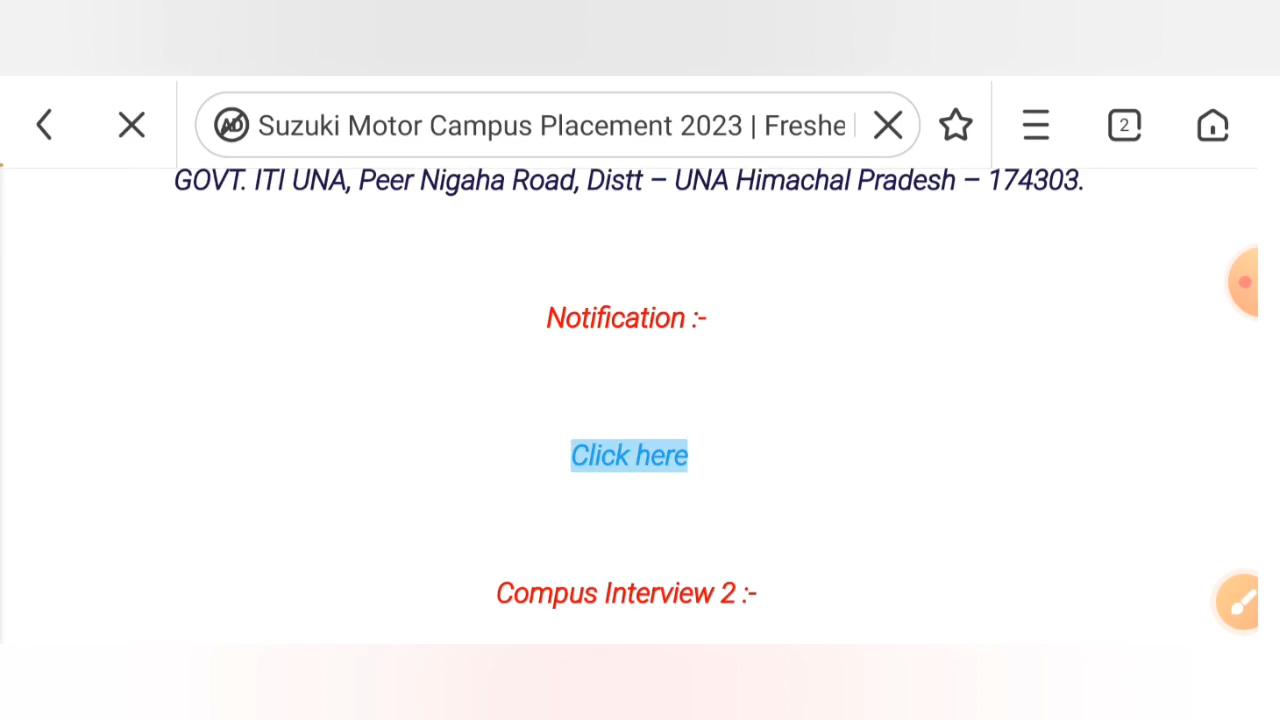 Suzuki Motor Campus Placement 2023 | Freshe
2
GOVT. ITI UNA, Peer Nigaha Road, Distt – UNA Himachal Pradesh – 174303.
Notification :-
Click here
Compus Interview 2 :-